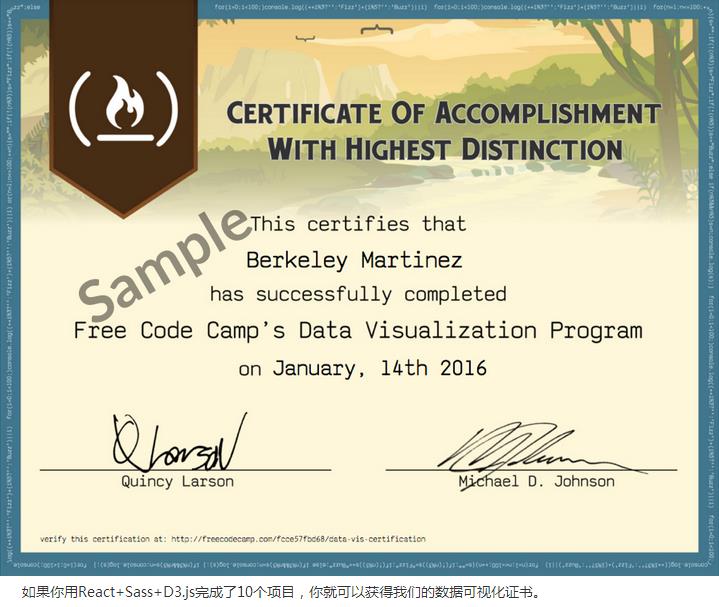 CERTIFICATE OF ACCOMPLISHMENT
WITH HIGHEST DISTINCTION
This certifies that
Berkeley Martinez
has successfully completed
Free Code Camp's Data Visualization Program
on January, 14th 2016
Sample
Quincy Larson
Michael D. Johnson
verify this certification at: http://freecodecamp.com/fcce57fbd68/data-vis-certification
如果你用React+Sass+D3.js完成了10个项目，你就可以获得我们的数据可视化证书。